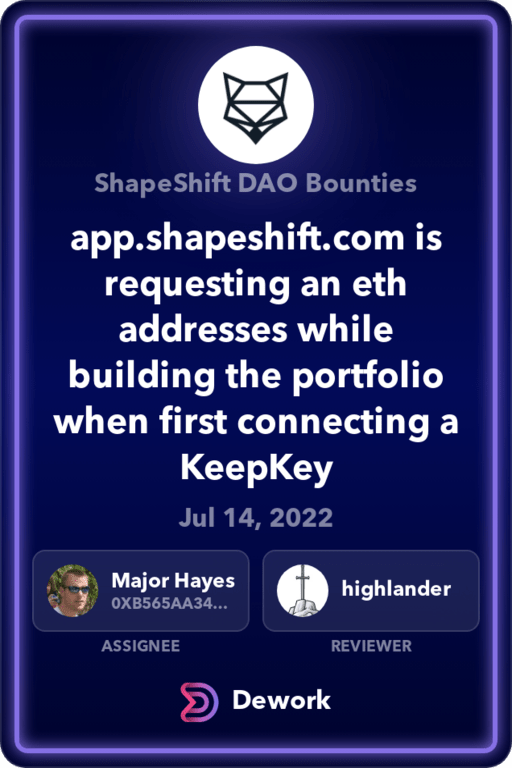 ShapeShift DAO Bounties
app.shapeshift.com is
requesting an eth
addresses while
building the portfolio
when first connecting a
KeepKey
Jul 14, 2022
Major Hayes
0XB565AA34...
highlander
ASSIGNEE
REVIEWER
Dework